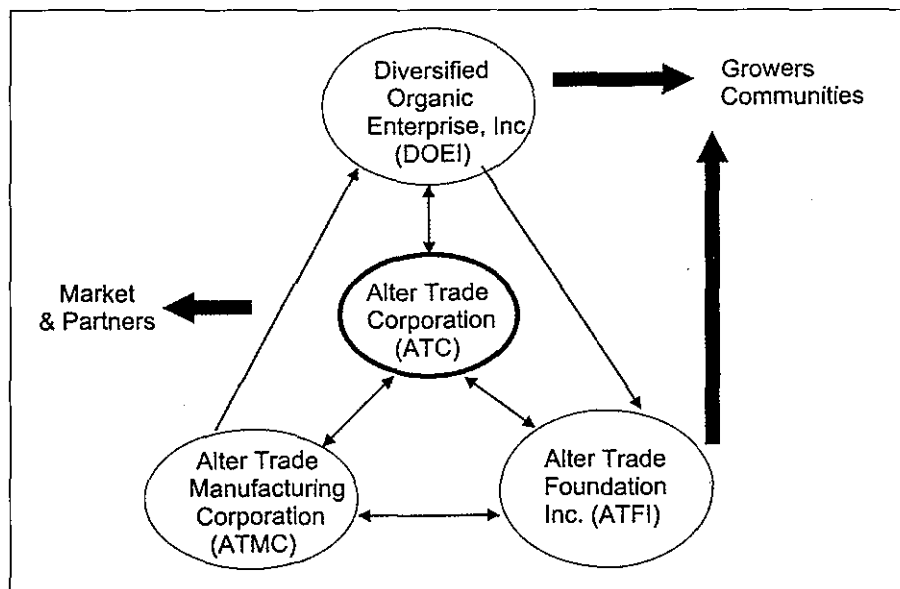 Diversified
Organic
Enterprise, Inc
(DOEI)
Growers
Communities
Market
& Partners
Alter Trade
Corporation
(ATC)
Alter Trade
Manufacturing
Corporation
(ATMC)
Alter Trade
Foundation
Inc. (ATFI)